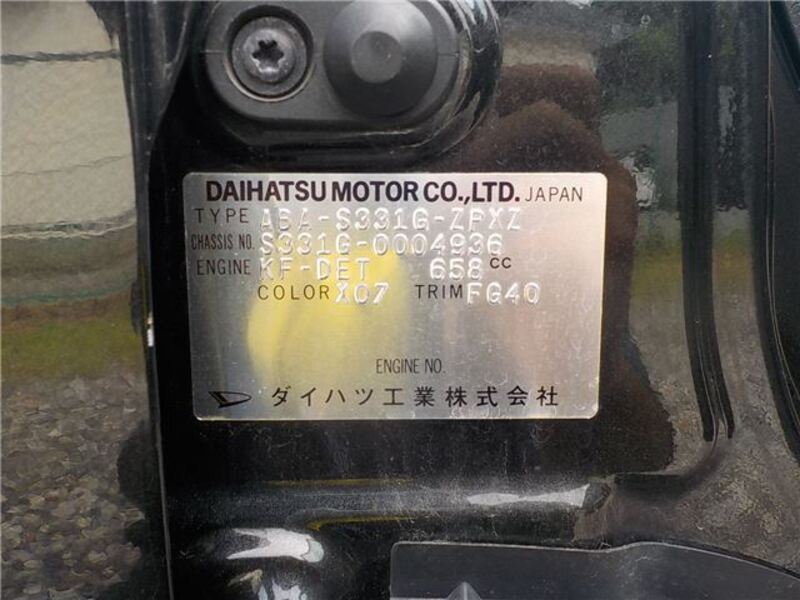 DAIHATSU MOTOR CO.,LTD. JAPAN
TYPE ABA-S331G-ZPXZ
CHASSIS NO. S331G-0004936
ENGINE KF-DET 658 CC
COLOR X07 TRIM FG40
ENGINE NO.
ダイハツ工業株式会社